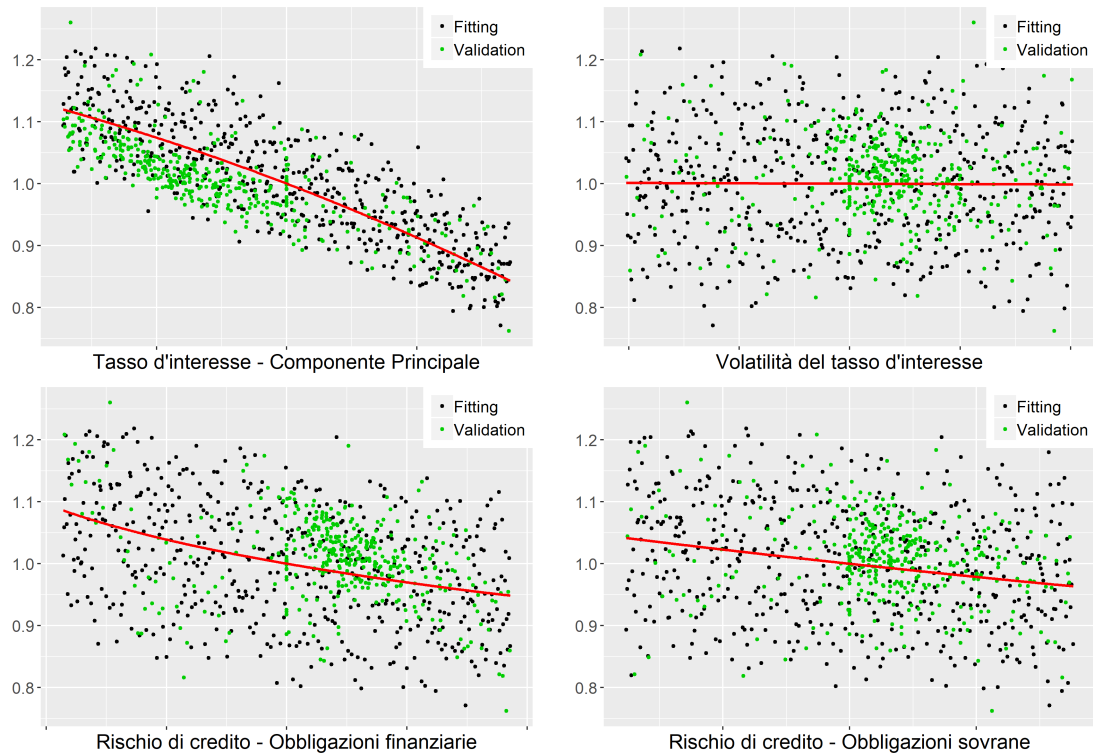 Fitting
Validation
1.2
1.1
1.0
0.9
0.8
Tasso d'interesse - Componente Principale
Fitting
Validation
1.2
1.1
1.0
0.9
0.8
Volatilità del tasso d'interesse
Fitting
Validation
1.2
1.1
1.0
0.9
0.8
Rischio di credito - Obbligazioni finanziarie
Fitting
Validation
1.2
1.1
1.0
0.9
0.8
Rischio di credito - Obbligazioni sovrane